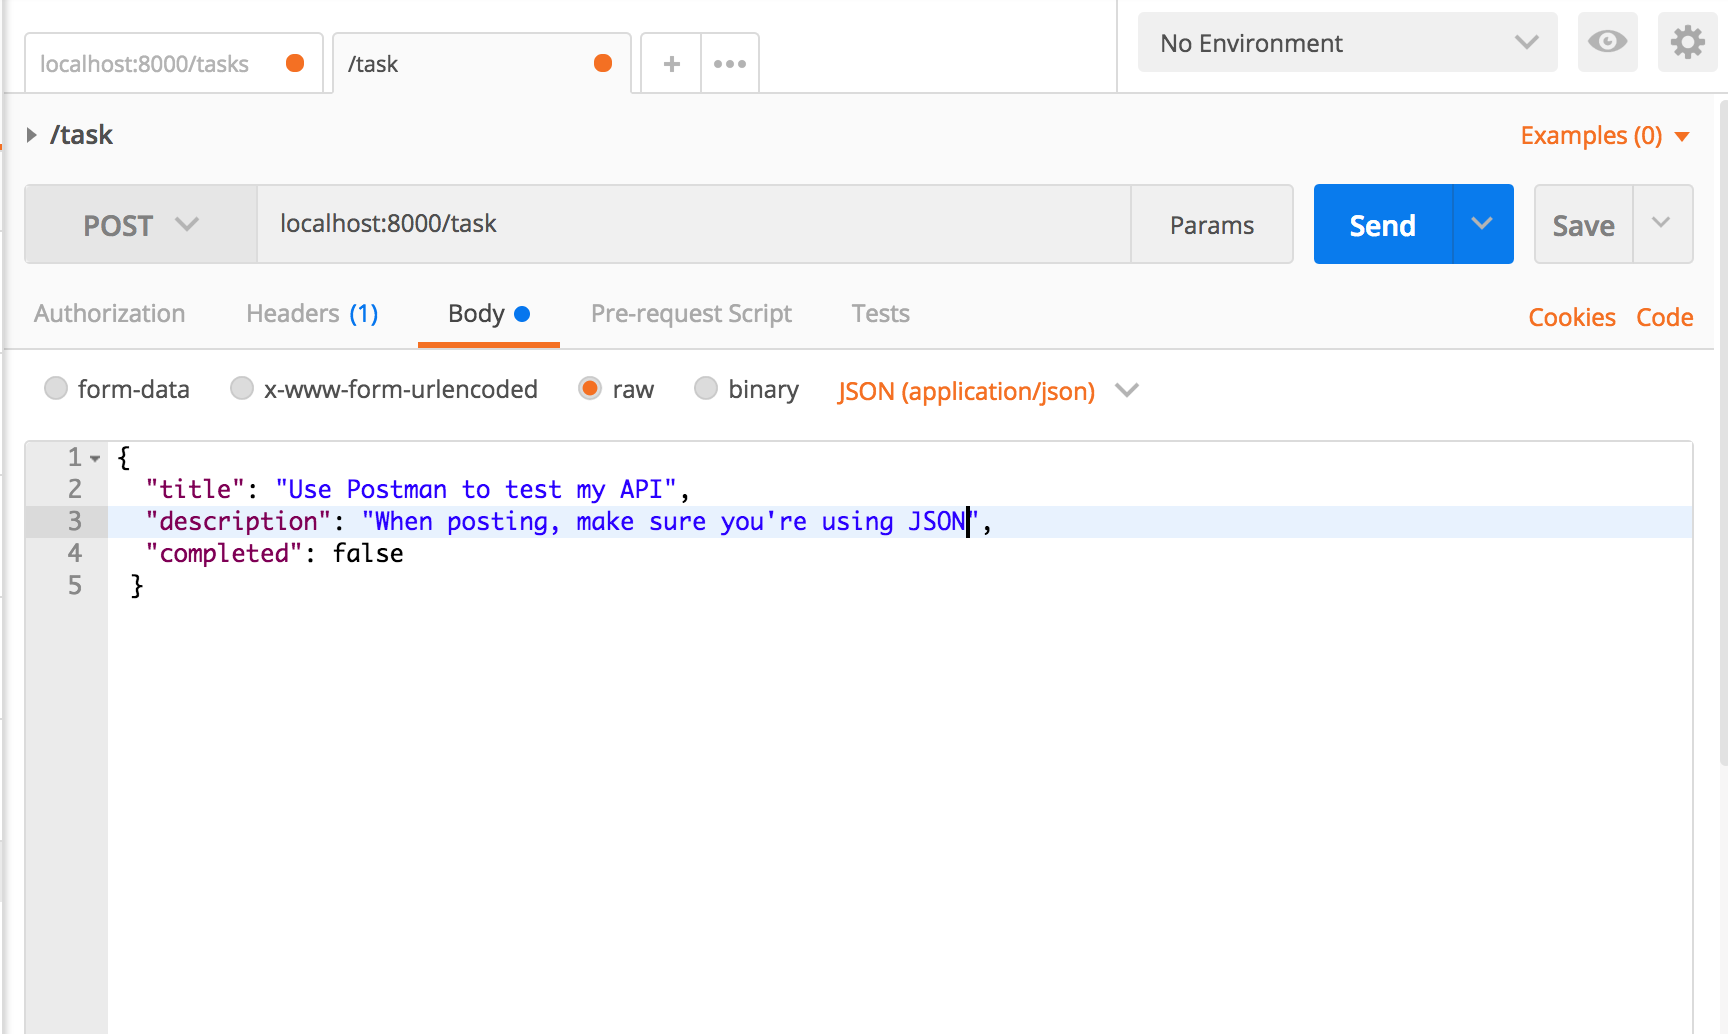 localhost:8000/tasks /task + ••• No Environment
/task Examples (0)
POST localhost:8000/task Params Send Save
Authorization Headers (1) Body Pre-request Script Tests Cookies Code
form-data x-www-form-urlencoded raw binary JSON (application/json)
1 {
2 "title": "Use Postman to test my API",
3 "description": "When posting, make sure you're using JSON",
4 "completed": false
5 }